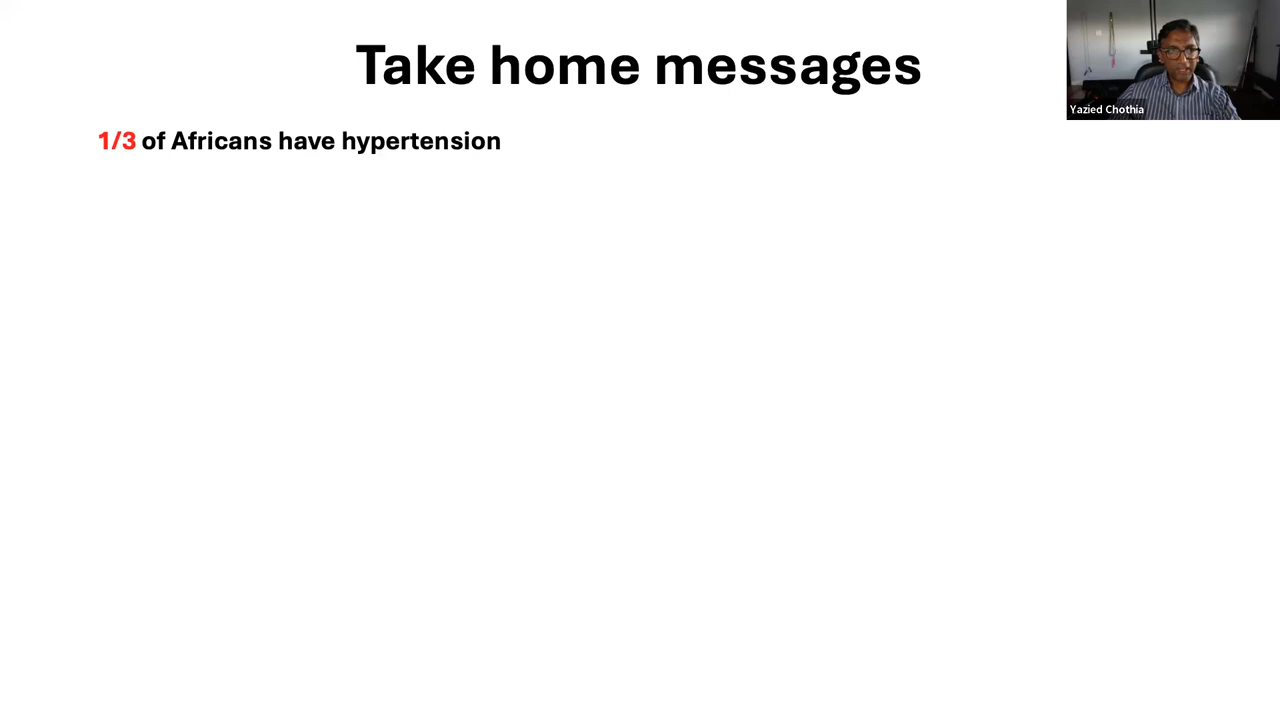 Take home messages
Yazied Chothia
1/3 of Africans have hypertension